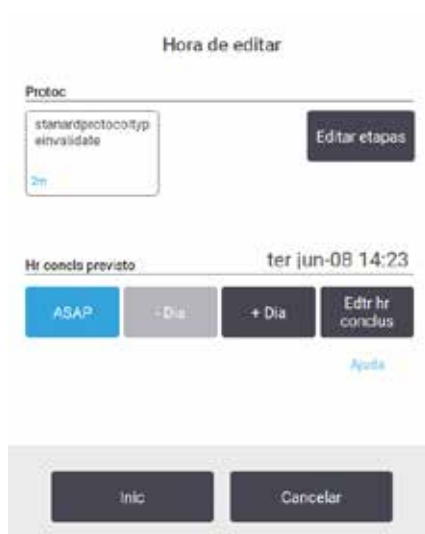 Hora de editar
Protoc
stanardprotocoltyp
einvalidate
2m
Editar etapas
Hr concls previsto
ter jun-08 14:23
ASAP
- Dia
+ Dia
Edtr hr
conclus
Ajuda
Inic
Cancelar